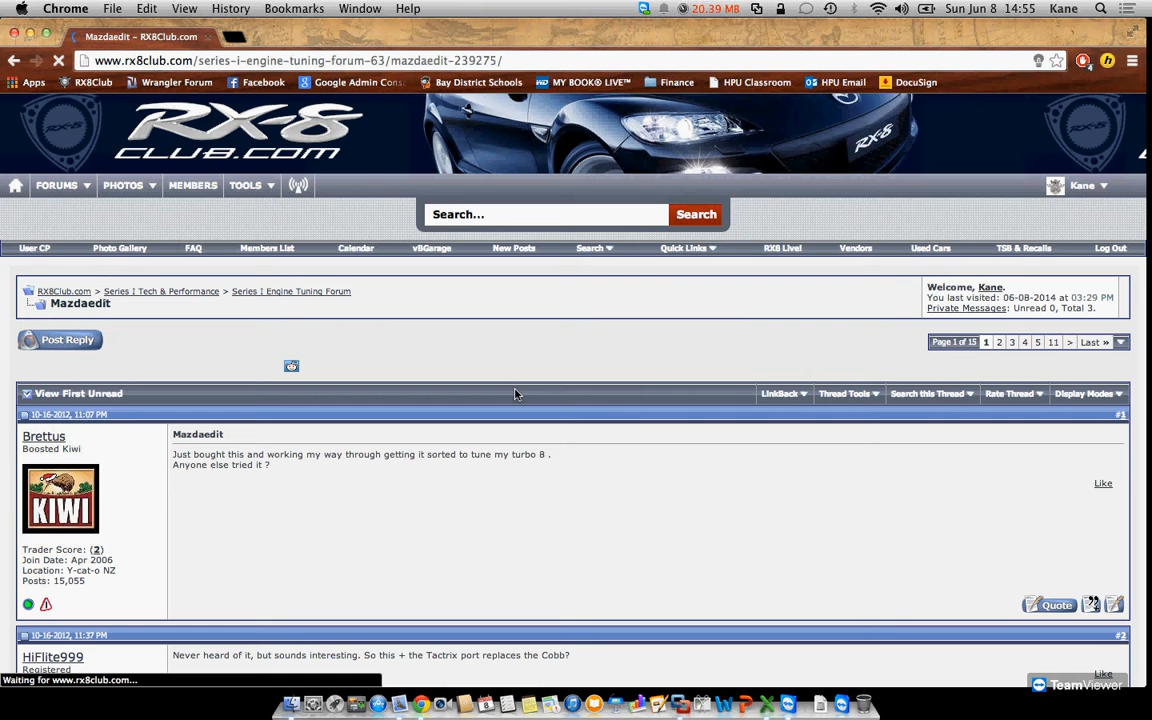 Chrome File Edit View History Bookmarks Window Help 20.39 MB Sun Jun 8 14:55 Kane
Mazdaedit - RX8Club.com
www.rx8club.com/series-i-engine-tuning-forum-63/mazdaedit-239275/
Apps RX8Club Wrangler Forum Facebook Google Admin Cons Bay District Schools WD MY BOOK® LIVE™ Finance HPU Classroom HPU Email DocuSign
RX-8
CLUB.COM
RX-8
FORUMS PHOTOS MEMBERS TOOLS Kane
Search... Search
User CP Photo Gallery FAQ Members List Calendar vBGarage New Posts Search Quick Links RX8 Live! Vendors Used Cars TSB & Recalls Log Out
RX8Club.com > Series I Tech & Performance > Series I Engine Tuning Forum
Mazdaedit
Welcome, Kane.
You last visited: 06-08-2014 at 03:29 PM
Private Messages: Unread 0, Total 3.
Post Reply
Page 1 of 15 1 2 3 4 5 11 > Last »
View First Unread LinkBack Thread Tools Search this Thread Rate Thread Display Modes
10-16-2012, 11:07 PM #1
Brettus
Boosted Kiwi
KIWI
Trader Score: (2)
Join Date: Apr 2006
Location: Y-cat-o NZ
Posts: 15,055
Mazdaedit
Just bought this and working my way through getting it sorted to tune my turbo 8 .
Anyone else tried it ?
Like
Quote
10-16-2012, 11:37 PM #2
HiFlite999
Registered
Never heard of it, but sounds interesting. So this + the Tactrix port replaces the Cobb?
Like
Waiting for www.rx8club.com...
TeamViewer